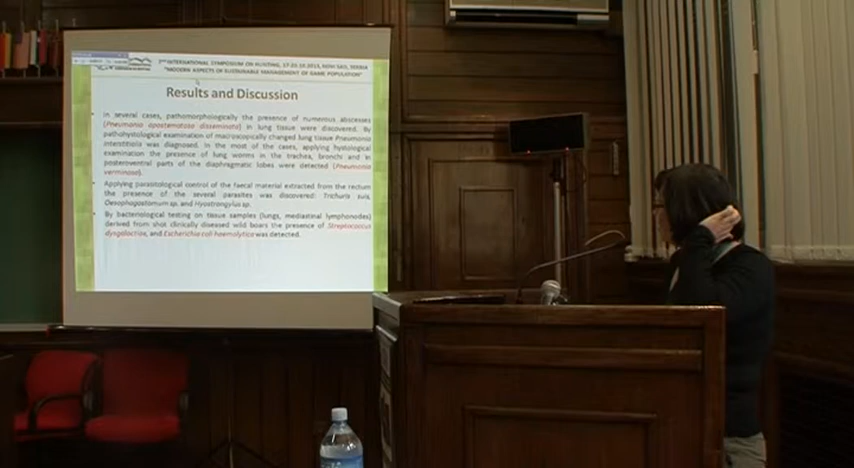 2ND INTERNATIONAL SYMPOSIUM ON HUNTING, 17-20.10 2013, NOVI SAD, SERBIA
"MODERN ASPECTS OF SUSTAINABLE MANAGEMENT OF GAME POPULATION"
Results and Discussion
In several cases, pathomorphologically the presence of numerous abscesses
(Pneumonia apostematosa disseminata) in lung tissue were discovered. By
pathohystological examination of macroscopically changed lung tissue Pneumonia
interstitialis was diagnosed. In the most of the cases, applying hystological
examination the presence of lung worms in the trachea, bronchi and in
posteroventral parts of the diaphragmatic lobes were detected (Pneumonia
verminosa).
Applying parasitological control of the faecal material extracted from the rectum
the presence of the several parasites was discovered: Trichuris suis,
Oesophagostomum sp. and Hyostrongylus sp.
By bacteriological testing on tissue samples (lungs, mediastinal lymphonodes)
derived from shot clinically diseased wild boars the presence of Streptococcus
dysgalactiae, and Escherichia coli haemolytica was detected.